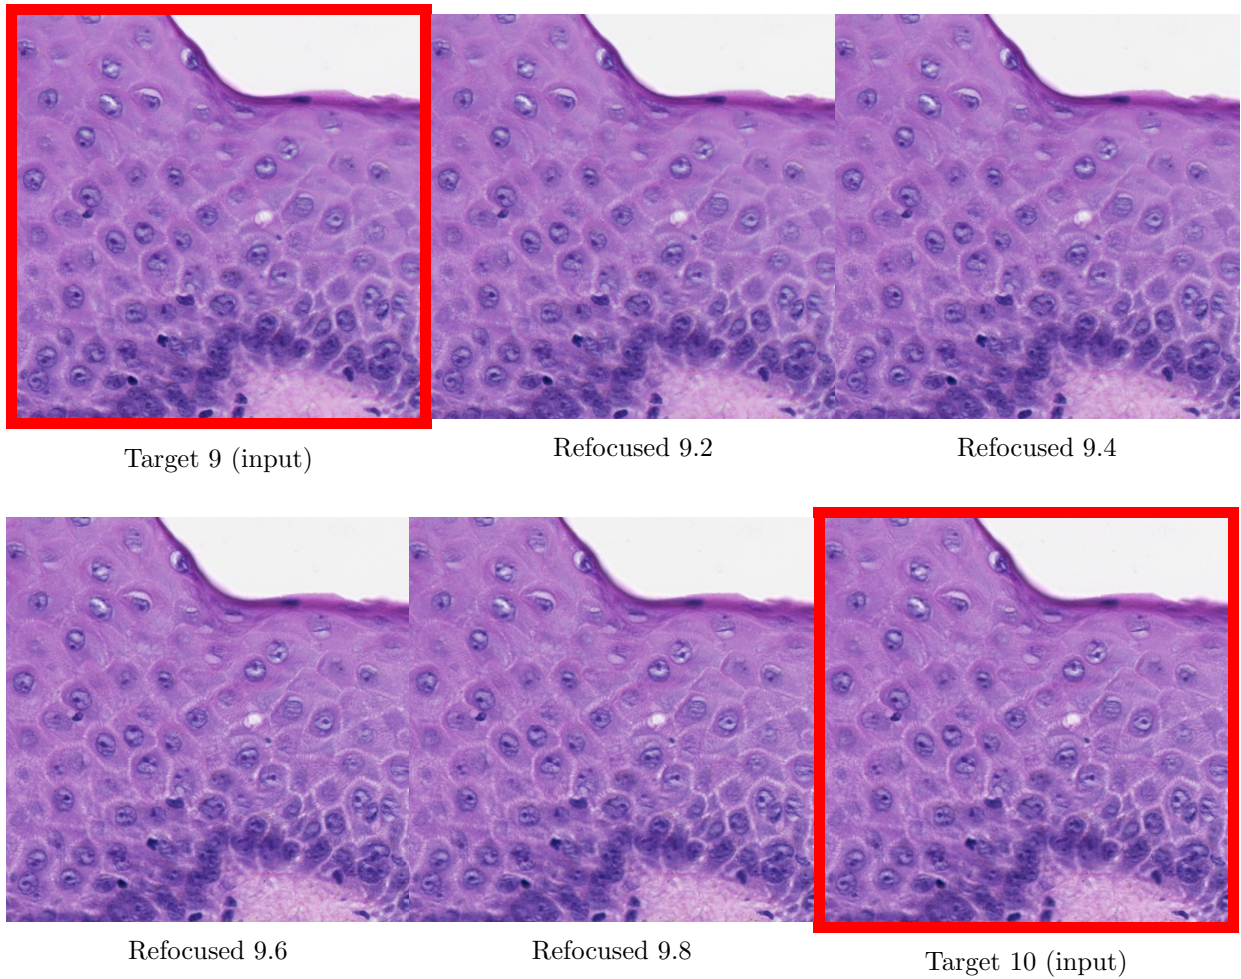 Target 9 (input)
Refocused 9.2
Refocused 9.4
Refocused 9.6
Refocused 9.8
Target 10 (input)